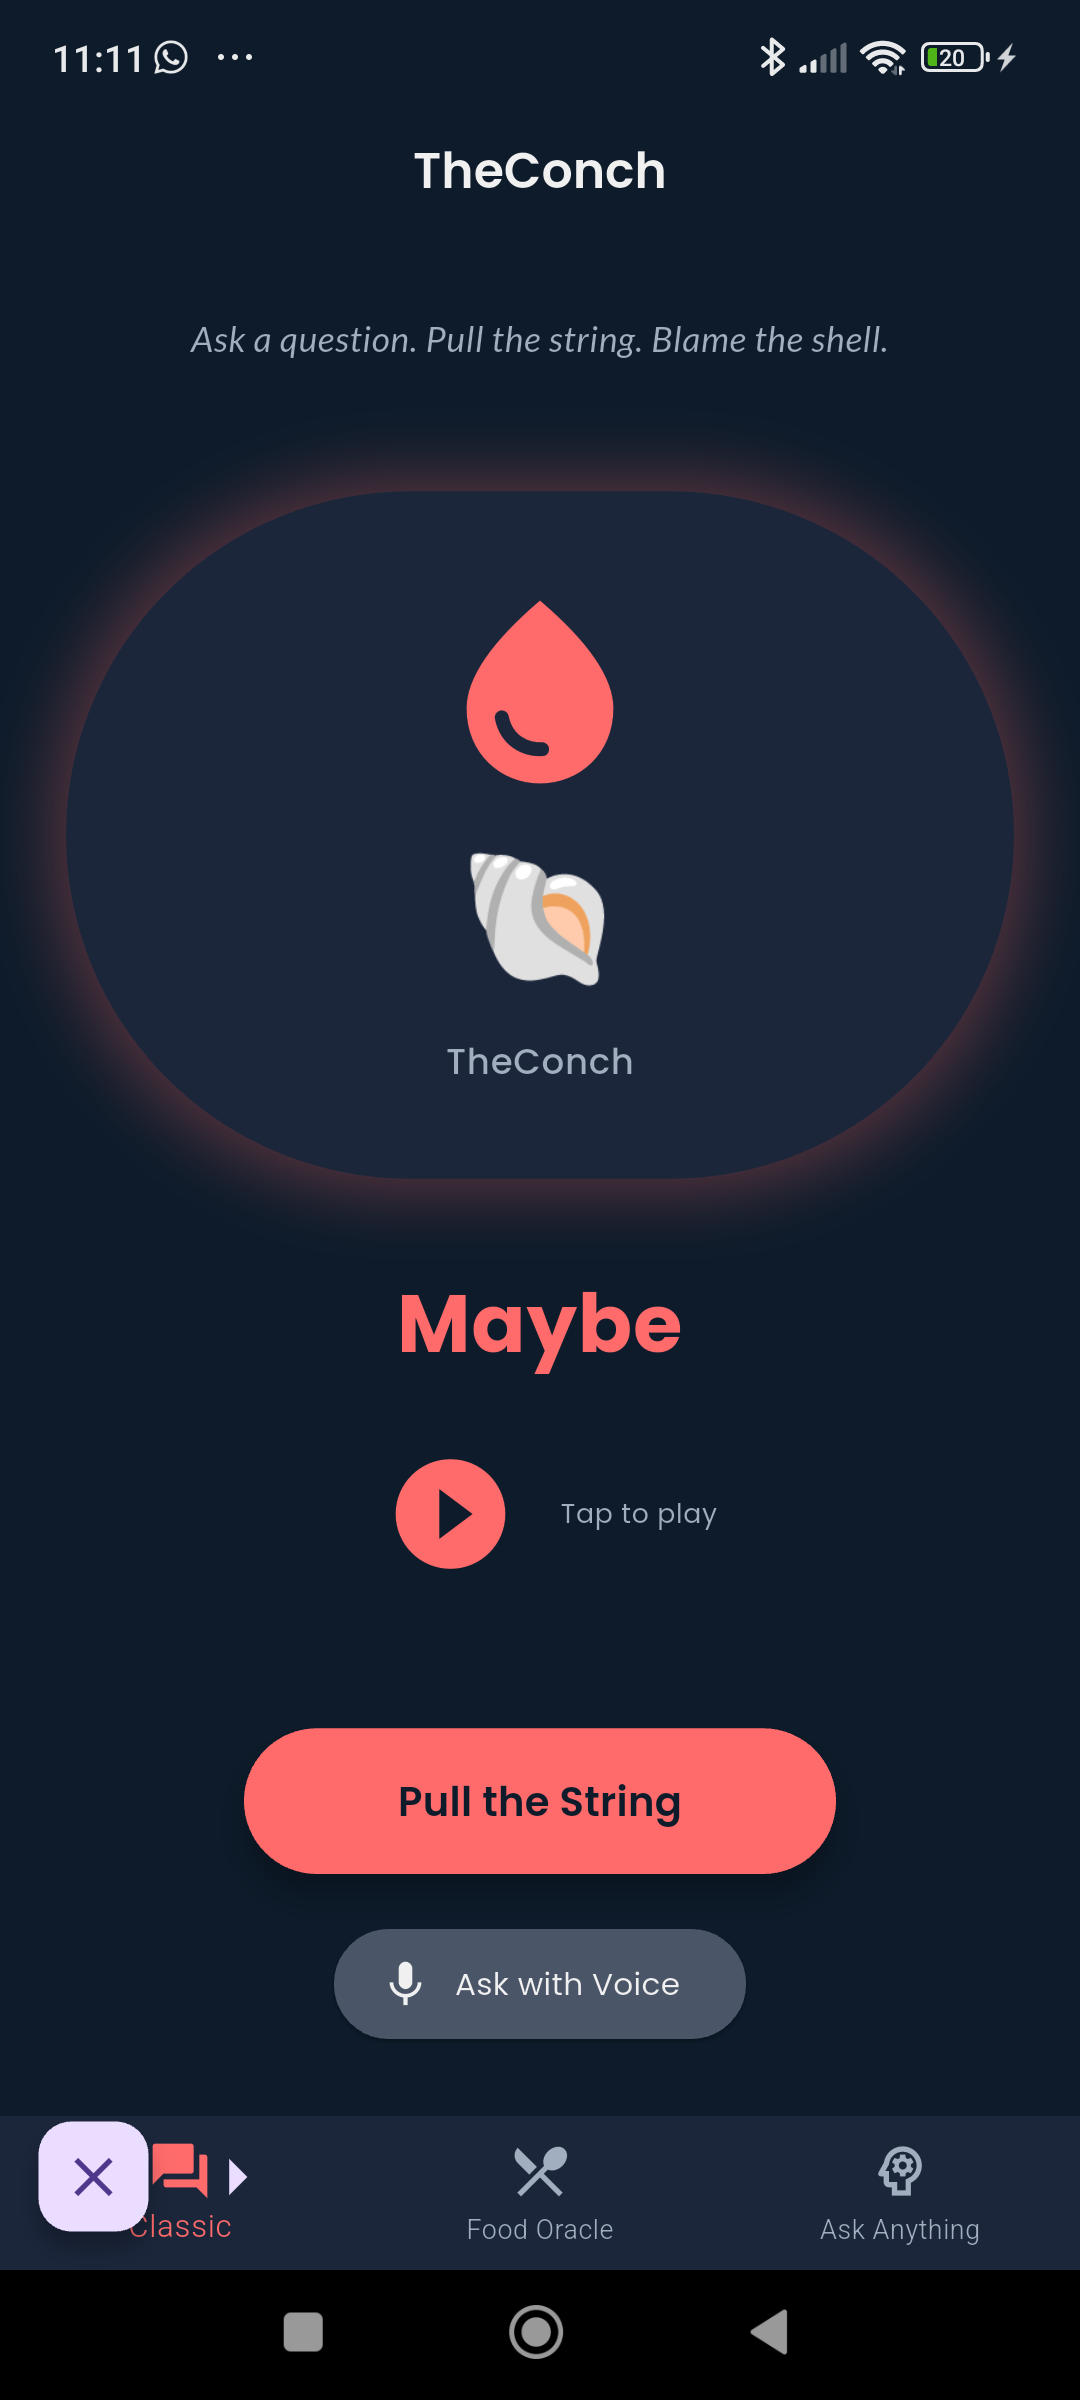 11:11
20
TheConch
Ask a question. Pull the string. Blame the shell.
TheConch
Maybe
Tap to play
Pull the String
Ask with Voice
Classic
Food Oracle
Ask Anything